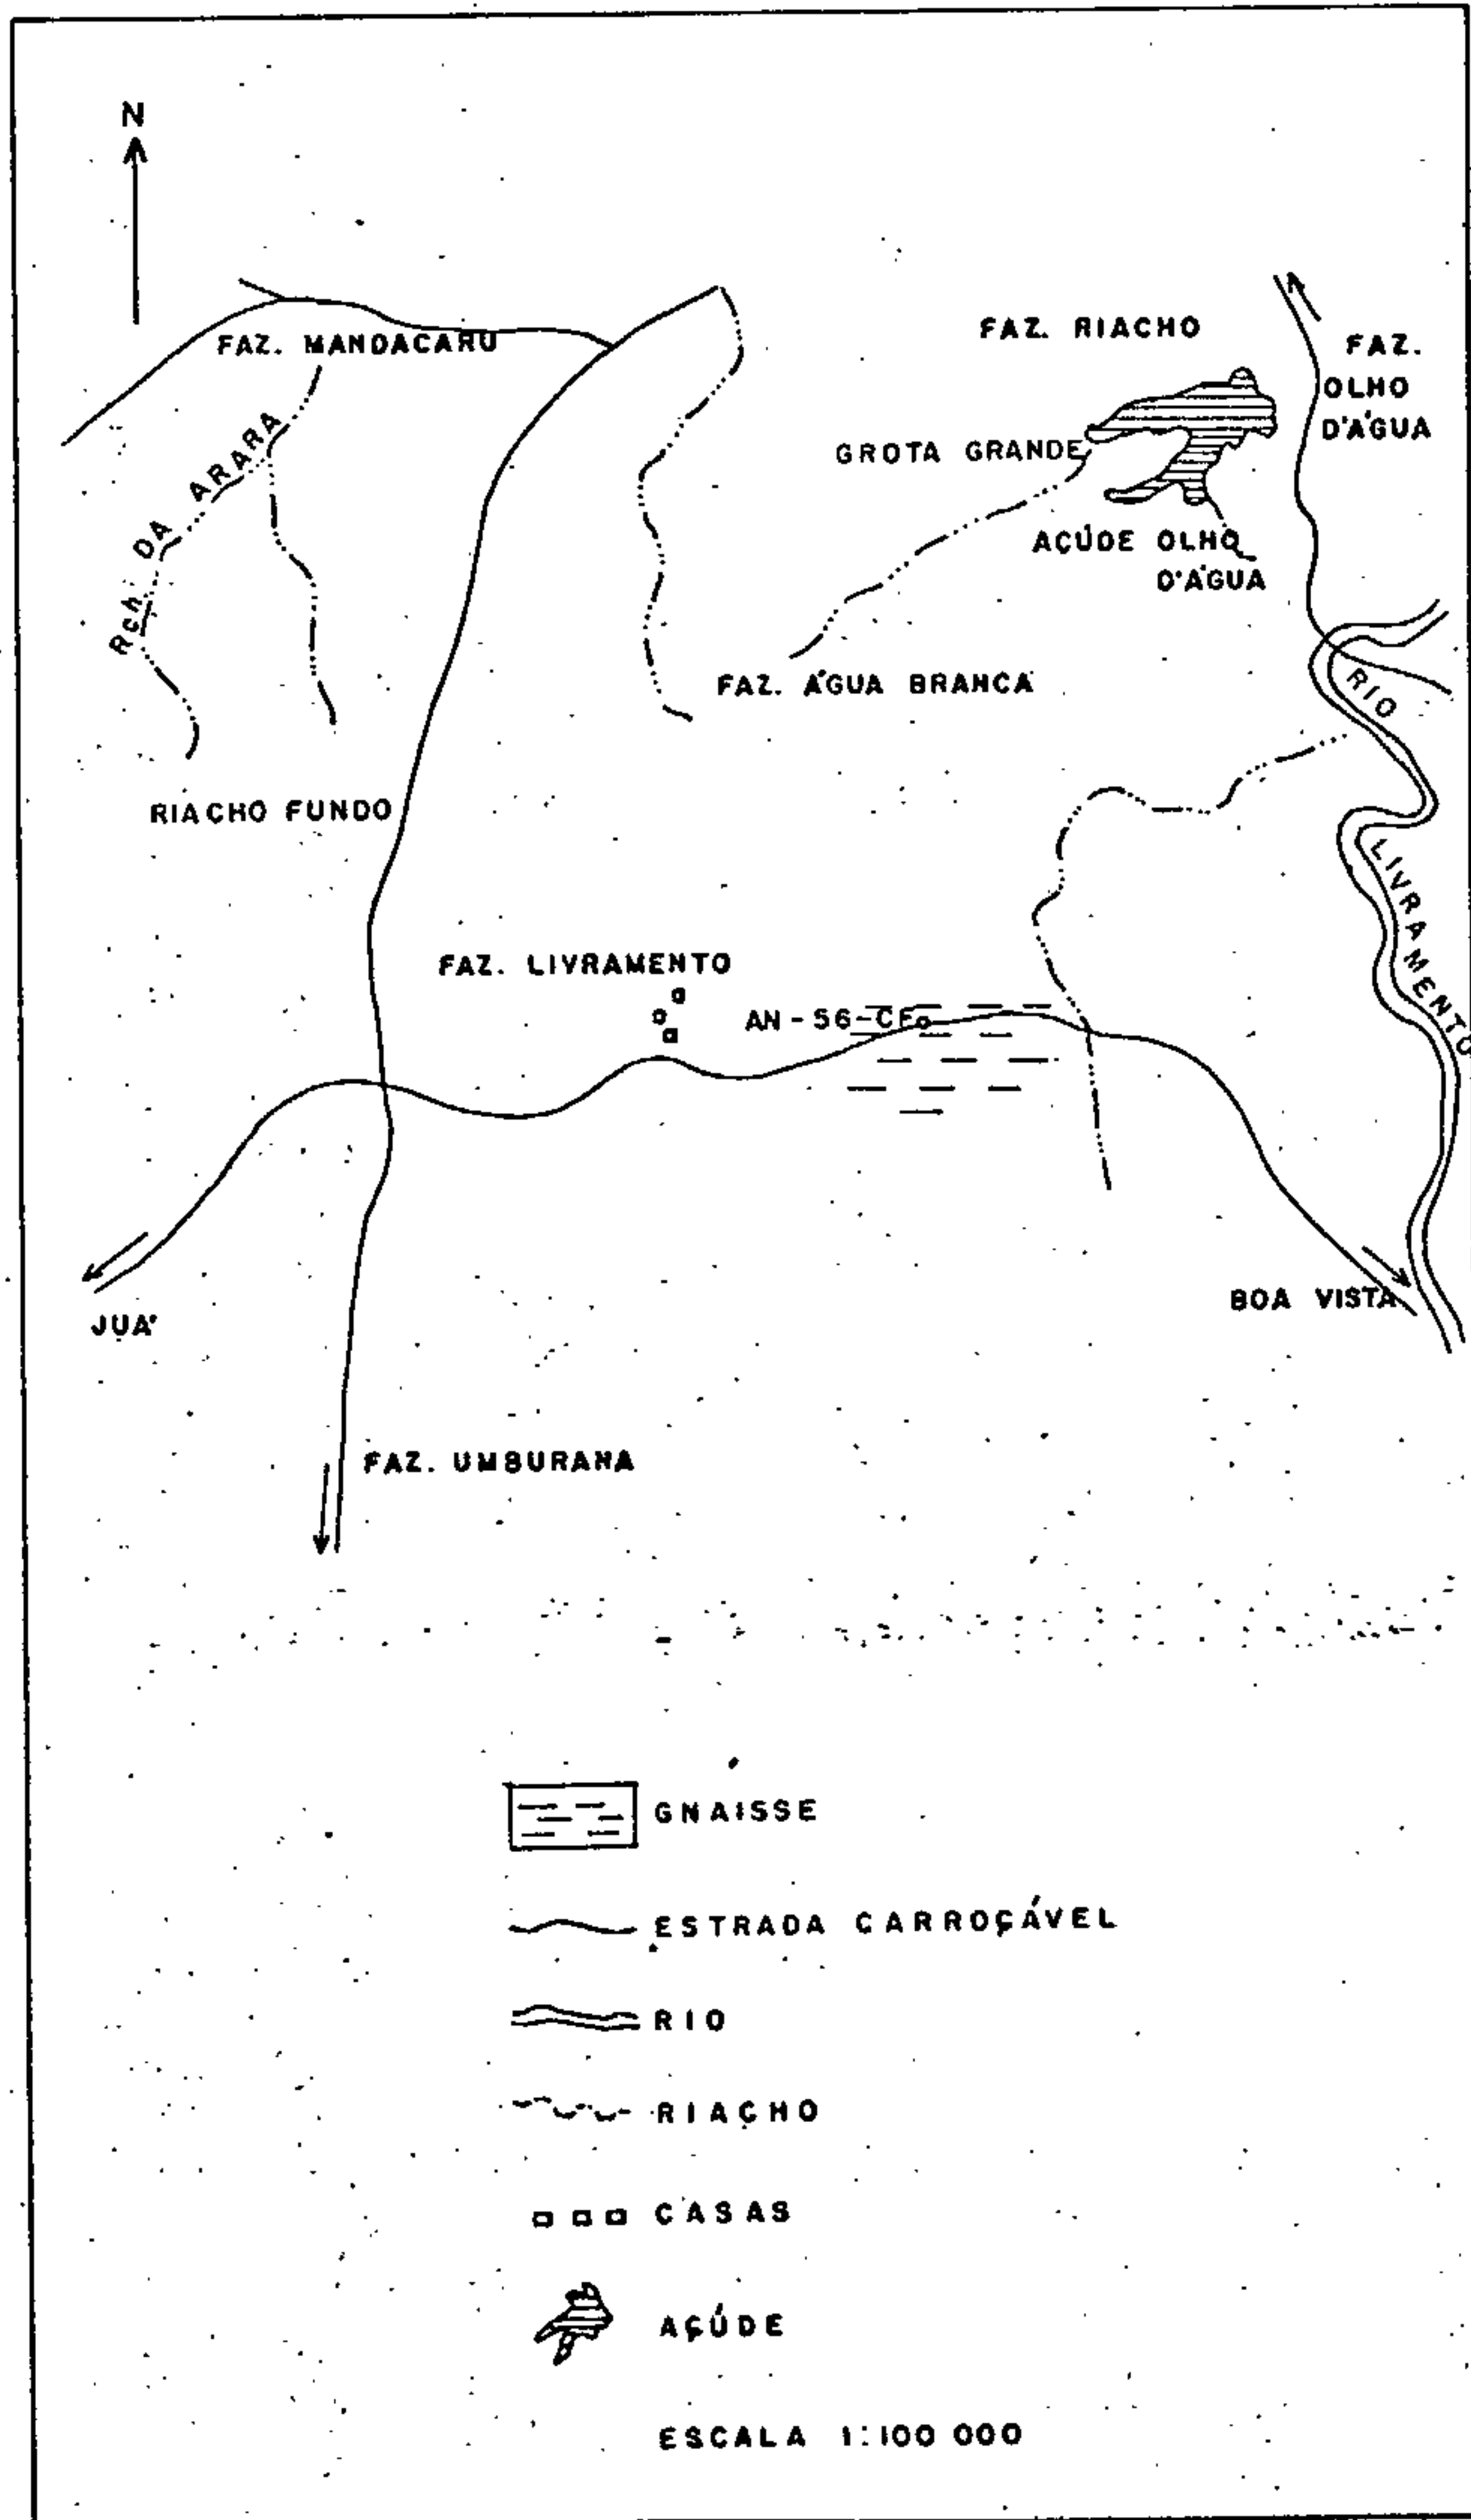 N
FAZ. MANDACARU
FAZ. RIACHO
FAZ.
OLHO
D'ÁGUA
RCH DA ARARA
GROTA GRANDE
AÇÚDE OLHO
D'ÁGUA
FAZ. ÁGUA BRANCA
RIO LIVRAMENTO
RIACHO FUNDO
FAZ. LIVRAMENTO
AN-56-CF
JUÁ
BOA VISTA
FAZ. UMBURANA
GNAISSE
ESTRADA CARROÇÁVEL
RIO
RIACHO
CASAS
AÇÚDE
ESCALA 1:100 000